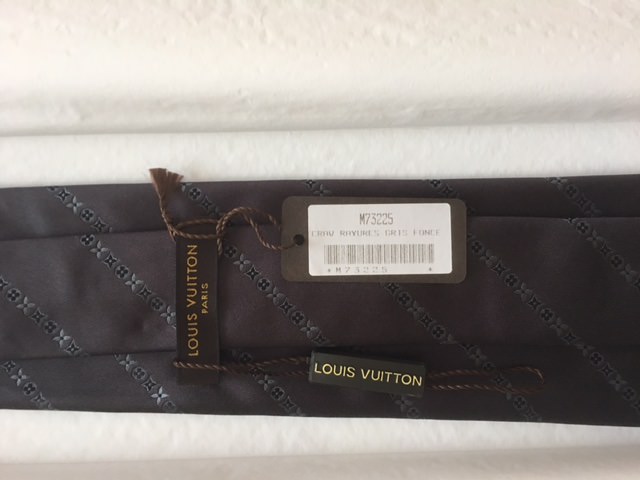 M73225
CRAV RAYURES GRIS FONCE
*M73225 *
LOUIS VUITTON
PARIS
LOUIS VUITTON